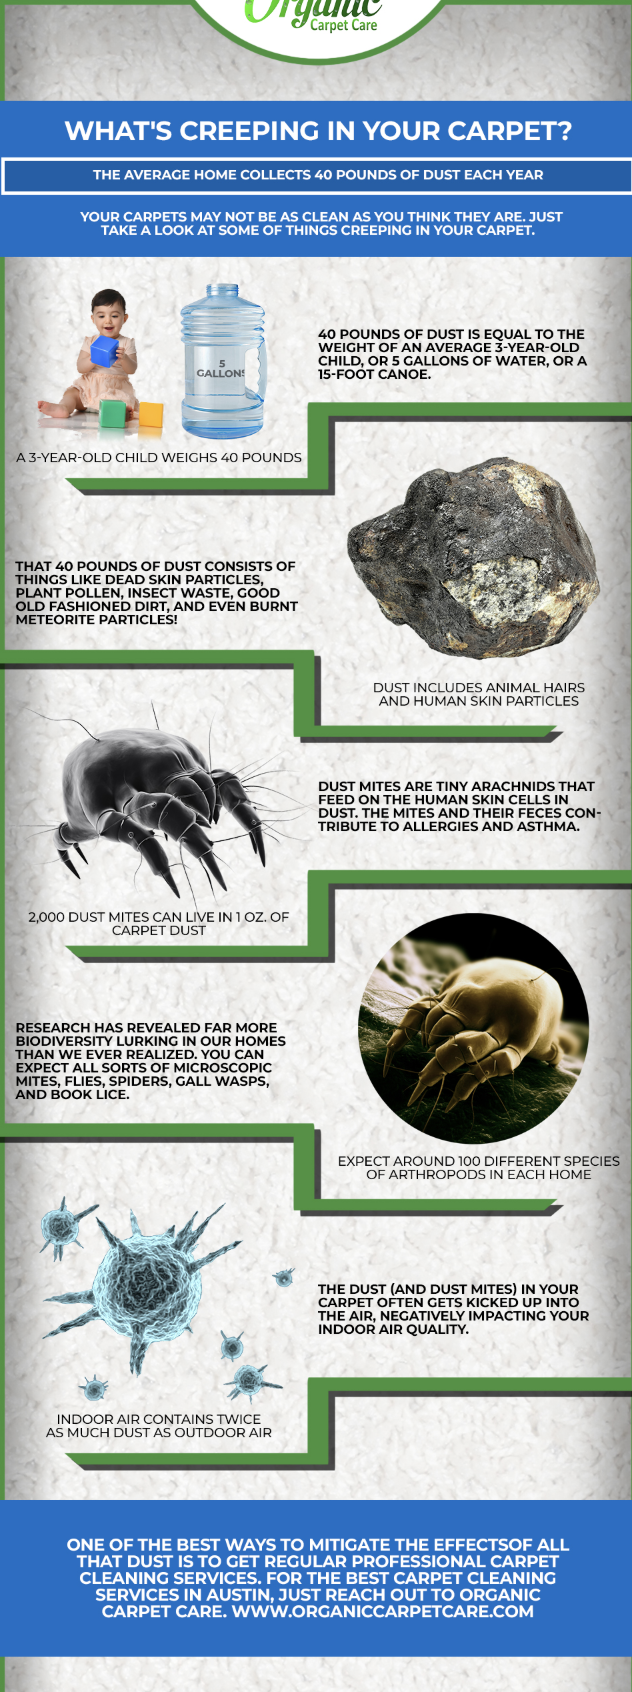 Organic
Carpet Care
WHAT'S CREEPING IN YOUR CARPET?
THE AVERAGE HOME COLLECTS 40 POUNDS OF DUST EACH YEAR
YOUR CARPETS MAY NOT BE AS CLEAN AS YOU THINK THEY ARE. JUST
TAKE A LOOK AT SOME OF THINGS CREEPING IN YOUR CARPET.
5
GALLONS
40 POUNDS OF DUST IS EQUAL TO THE
WEIGHT OF AN AVERAGE 3-YEAR-OLD
CHILD, OR 5 GALLONS OF WATER, OR A
15-FOOT CANOE.
A 3-YEAR-OLD CHILD WEIGHS 40 POUNDS
THAT 40 POUNDS OF DUST CONSISTS OF
THINGS LIKE DEAD SKIN PARTICLES,
PLANT POLLEN, INSECT WASTE, GOOD
OLD FASHIONED DIRT, AND EVEN BURNT
METEORITE PARTICLES!
DUST INCLUDES ANIMAL HAIRS
AND HUMAN SKIN PARTICLES
DUST MITES ARE TINY ARACHNIDS THAT
FEED ON THE HUMAN SKIN CELLS IN
DUST. THE MITES AND THEIR FECES CON-
TRIBUTE TO ALLERGIES AND ASTHMA.
2,000 DUST MITES CAN LIVE IN 1 OZ. OF
CARPET DUST
RESEARCH HAS REVEALED FAR MORE
BIODIVERSITY LURKING IN OUR HOMES
THAN WE EVER REALIZED. YOU CAN
EXPECT ALL SORTS OF MICROSCOPIC
MITES, FLIES, SPIDERS, GALL WASPS,
AND BOOK LICE.
EXPECT AROUND 100 DIFFERENT SPECIES
OF ARTHROPODS IN EACH HOME
THE DUST (AND DUST MITES) IN YOUR
CARPET OFTEN GETS KICKED UP INTO
THE AIR, NEGATIVELY IMPACTING YOUR
INDOOR AIR QUALITY.
INDOOR AIR CONTAINS TWICE
AS MUCH DUST AS OUTDOOR AIR
ONE OF THE BEST WAYS TO MITIGATE THE EFFECTSOF ALL
THAT DUST IS TO GET REGULAR PROFESSIONAL CARPET
CLEANING SERVICES. FOR THE BEST CARPET CLEANING
SERVICES IN AUSTIN, JUST REACH OUT TO ORGANIC
CARPET CARE. WWW.ORGANICCARPETCARE.COM